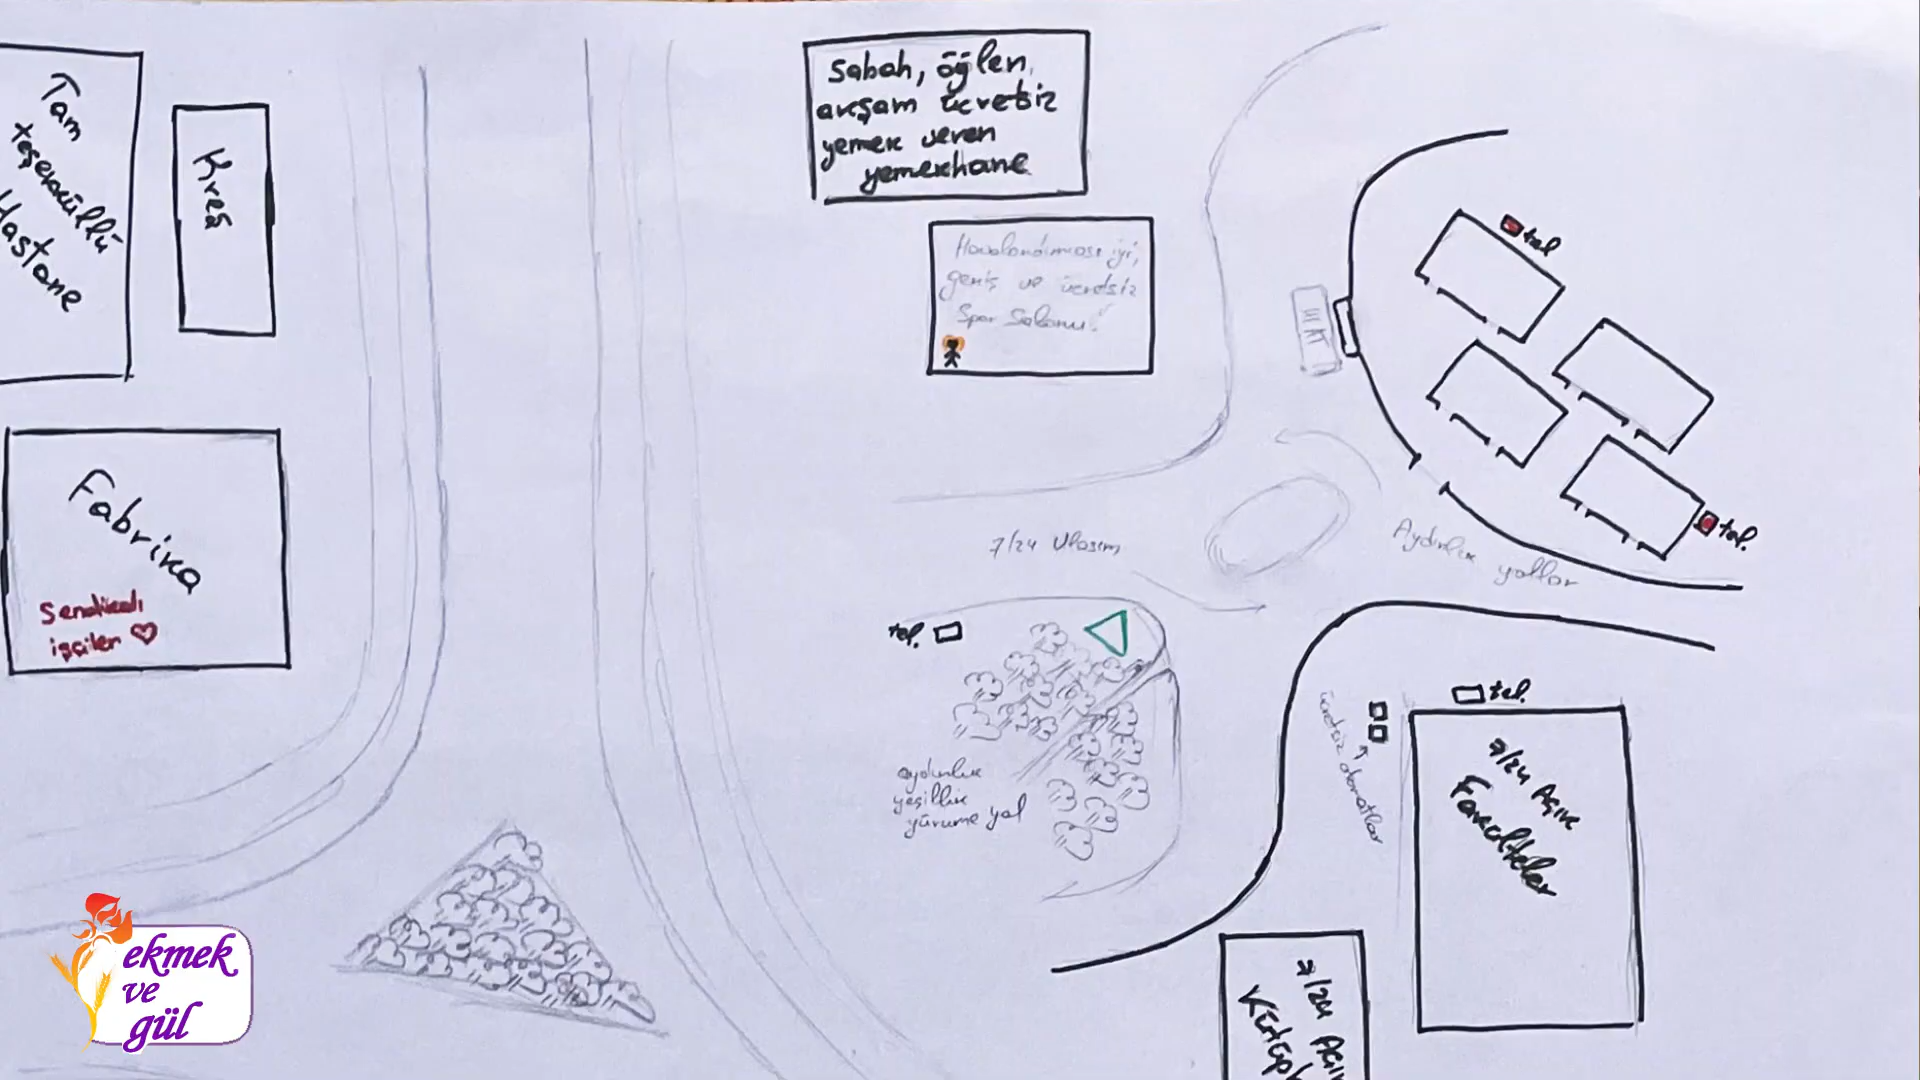 Tam
teşekküllü
Hastane
Kreş
Fabrika
Sendikalı
işçiler
Sabah, öğlen,
akşam ücretsiz
yemek veren
yemekhane
Havalandırması iyi,
geniş ve ücretsiz
Spor Salonu!
tel.
tel.
7/24 Ulaşım
Aydınlık yollar
tel.
aydınlık
yeşillik
yürüme yol
ücretsiz
tel.
7/24 Açık
Fakülteler
7/24 Açık
ekmek
ve
gül